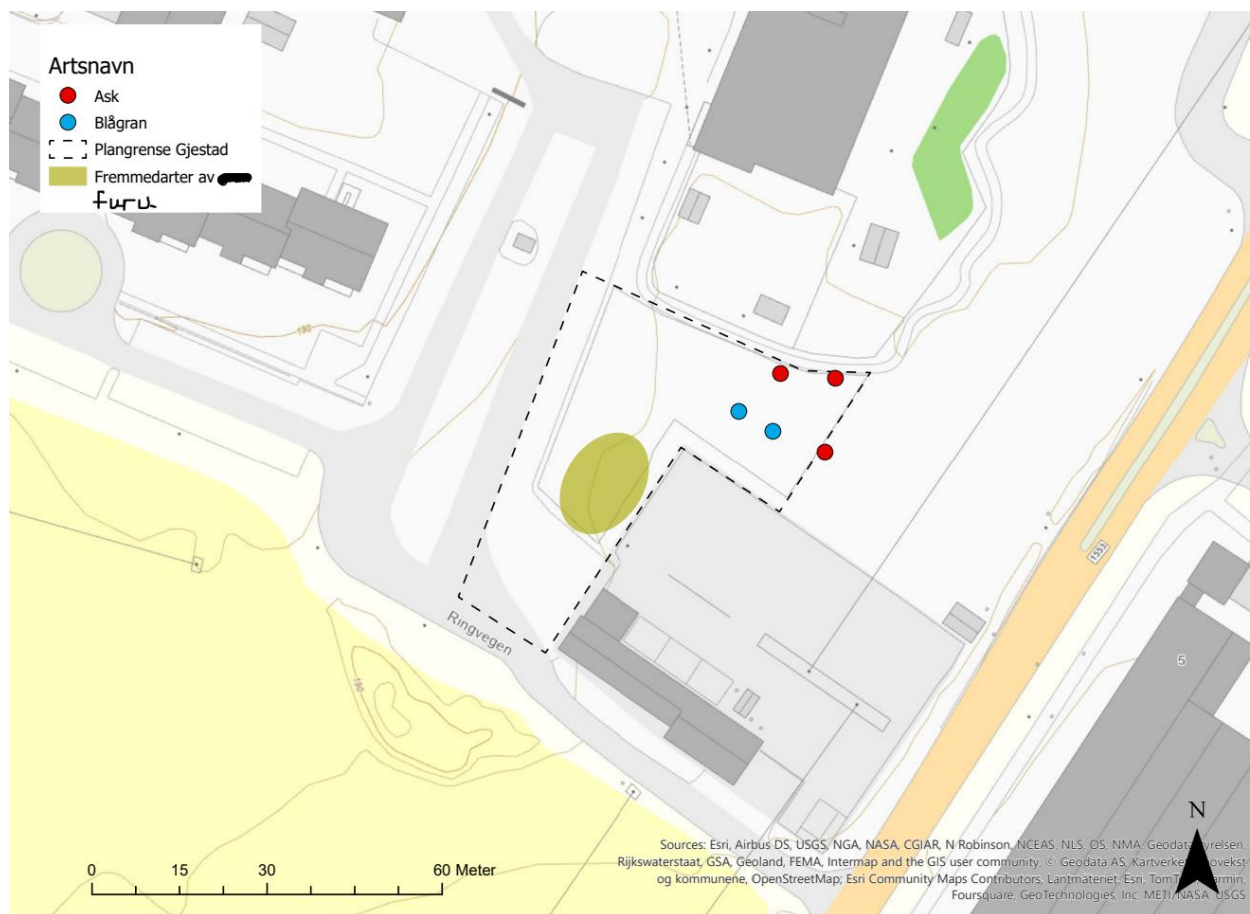 Artsnavn
Ask
Blågran
Plangrense Gjestad
Fremmedarter av
furu
190
Ringvegen
190
1553
5
N
0 15 30 60 Meter
Sources: Esri, Airbus DS, USGS, NGA, NASA, CGIAR, N Robinson, NCEAS, NLS, OS, NMA, Geodatastyrelsen,
Rijkswaterstaat, GSA, Geoland, FEMA, Intermap and the GIS user community, © Geodata AS, Kartverket
og kommunene, OpenStreetMap; Esri Community Maps Contributors, Lantmäteriet, Esri,
Foursquare, GeoTechnologies, Inc, METI/NASA, USGS